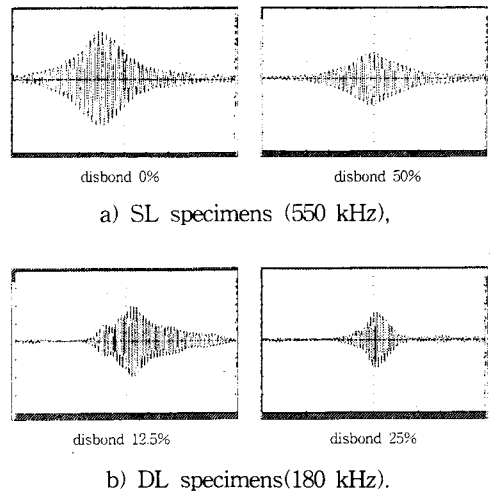 disbond 0%
disbond 50%
a) SL specimens (550 kHz),
disbond 12.5%
disbond 25%
b) DL specimens(180 kHz).